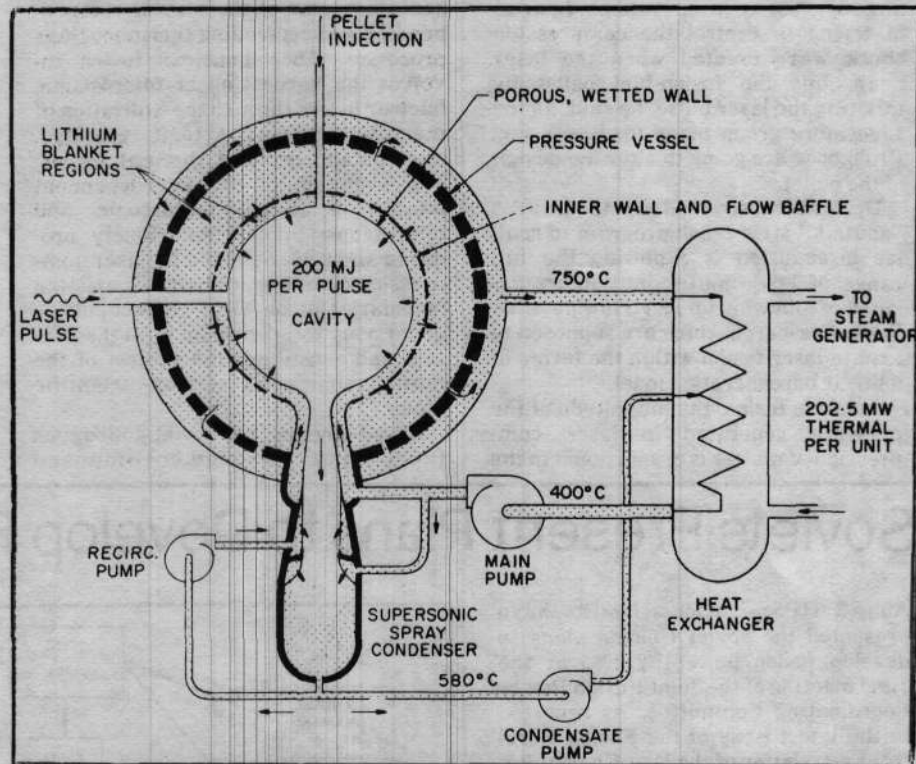 PELLET
INJECTION
POROUS, WETTED WALL
LITHIUM
BLANKET
REGIONS
PRESSURE VESSEL
INNER WALL AND FLOW BAFFLE
200 MJ
PER PULSE
CAVITY
750°C
LASER
PULSE
TO
STEAM
GENERATOR
202·5 MW
THERMAL
PER UNIT
400°C
RECIRC.
PUMP
MAIN
PUMP
HEAT
EXCHANGER
SUPERSONIC
SPRAY
CONDENSER
580°C
CONDENSATE
PUMP